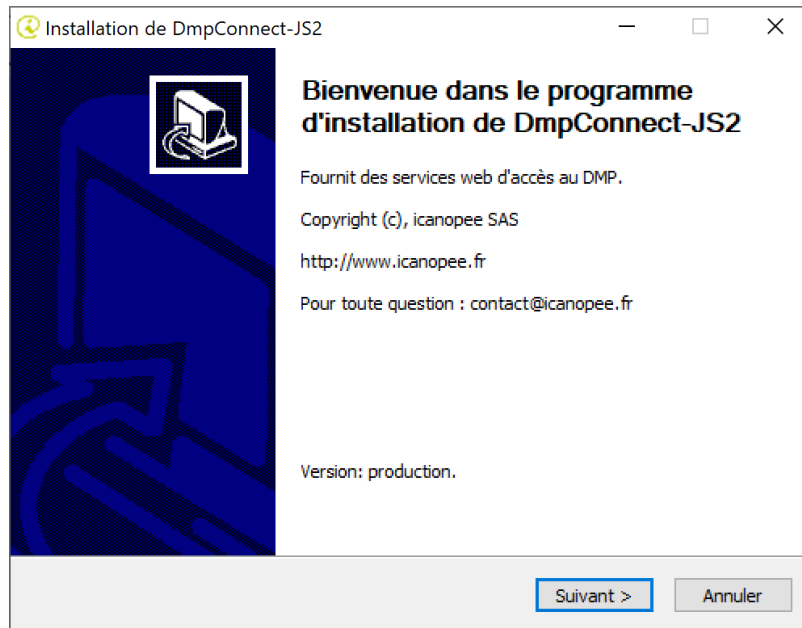 Installation de DmpConnect-JS2
Bienvenue dans le programme
d'installation de DmpConnect-JS2
Fournit des services web d'accès au DMP.
Copyright (c), icanopee SAS
http://www.icanopee.fr
Pour toute question : contact@icanopee.fr
Version: production.
Suivant >
Annuler